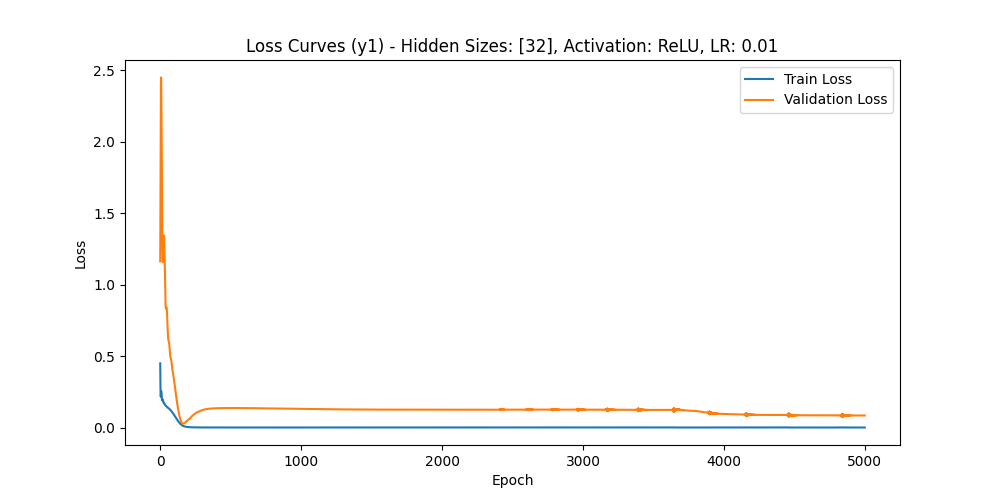 Loss Curves (y1) - Hidden Sizes: [32], Activation: ReLU, LR: 0.01
Train Loss
Validation Loss
Loss
2.5
2.0
1.5
1.0
0.5
0.0
0 1000 2000 3000 4000 5000
Epoch